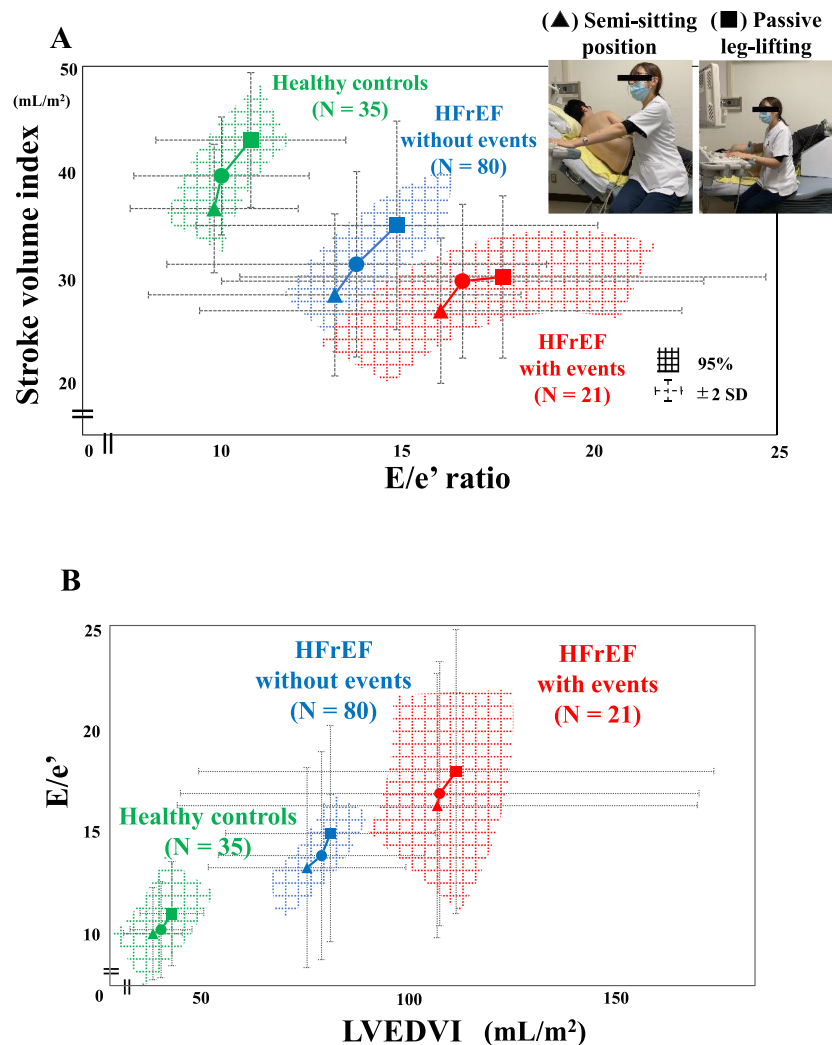 (▲) Semi-sitting
position
(■) Passive
leg-lifting
A
50
(mL/m²)
40
30
20
Stroke volume index
Healthy controls
(N = 35)
HFrEF
without events
(N = 80)
HFrEF
with events
(N = 21)
95%
±2 SD
0
10
15
20
25
E/e’ ratio
B
25
20
15
10
E/e’
HFrEF
without events
(N = 80)
HFrEF
with events
(N = 21)
Healthy controls
(N = 35)
0
50
100
150
LVEDVI (mL/m²)